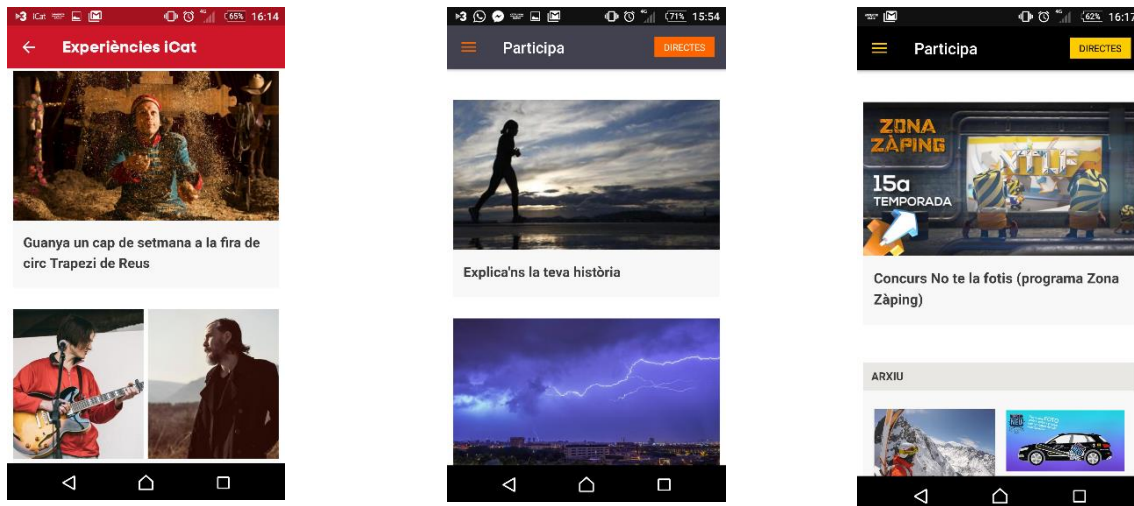 iCat 65% 16:14
Experiències iCat
Guanya un cap de setmana a la fira de
circ Trapezi de Reus
71% 15:54
Participa
DIRECTES
Explica'ns la teva història
62% 16:17
Participa
DIRECTES
ZONA
ZÀPING
15a
TEMPORADA
Concurs No te la fotis (programa Zona
Zàping)
ARXIU